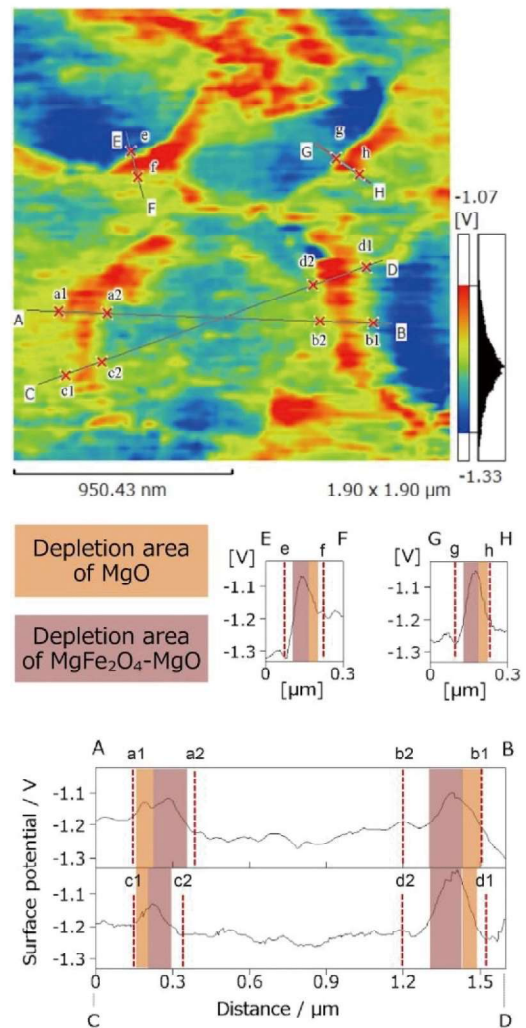 E
e
f
F
G
g
h
H
-1.07
[V]
d1
d2
D
a1
a2
A
B
b2
b1
C
c1
c2
-1.33
950.43 nm
1.90 x 1.90 μm
Depletion area
of MgO
Depletion area
of MgFe₂O₄-MgO
E F
[V] e f
-1.1
-1.2
-1.3
0 0.3
[μm]
G H
[V] g h
-1.1
-1.2
-1.3
0 0.3
[μm]
A B
a1 a2 b2 b1
-1.1
-1.2
-1.3
c1 c2 d2 d1
-1.1
-1.2
-1.3
Surface potential / V
0 0.3 0.6 0.9 1.2 1.5
Distance / μm
C D